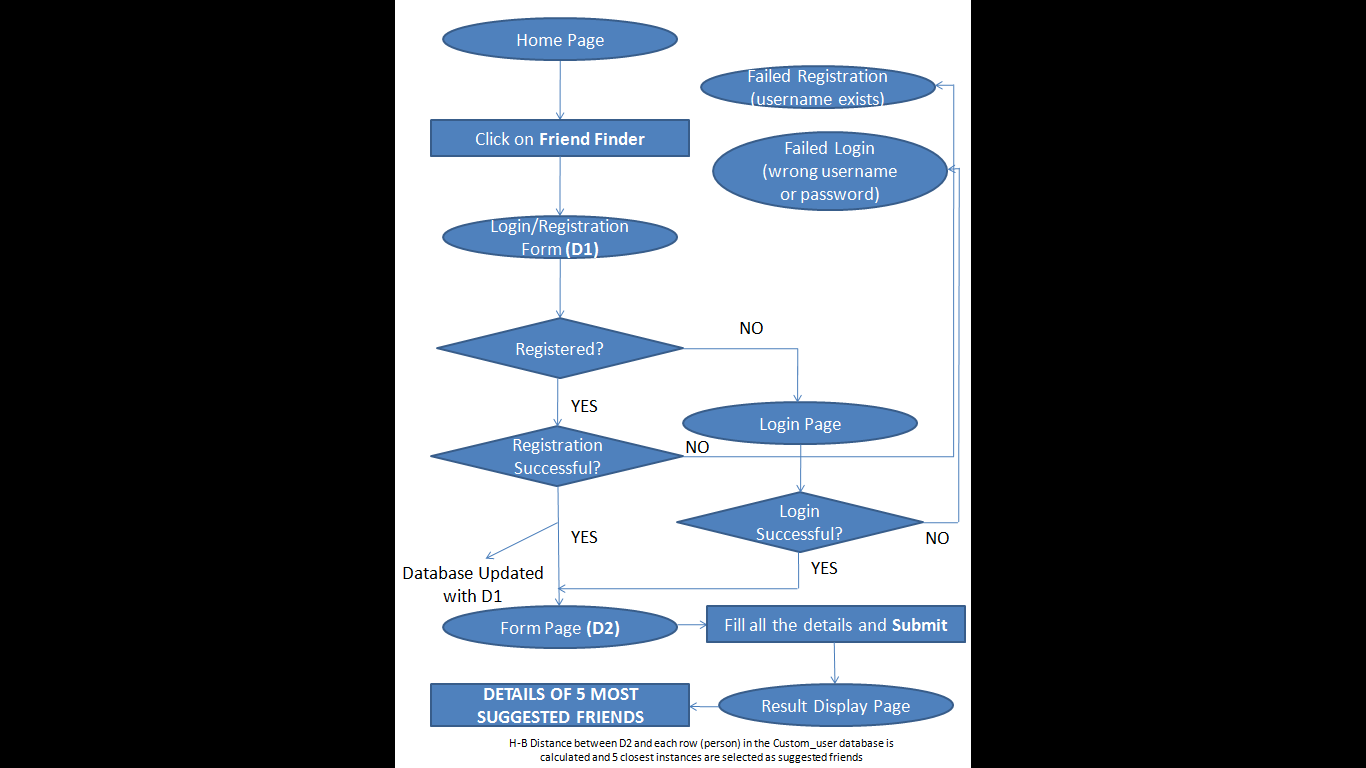 Home Page
Failed Registration
(username exists)
Click on Friend Finder
Failed Login
(wrong username
or password)
Login/Registration
Form (D1)
NO
Registered?
YES
Login Page
Registration
Successful?
NO
Login
Successful?
YES
NO
YES
Database Updated
with D1
Form Page (D2)
Fill all the details and Submit
DETAILS OF 5 MOST
SUGGESTED FRIENDS
Result Display Page
H-B Distance between D2 and each row (person) in the Custom_user database is
calculated and 5 closest instances are selected as suggested friends